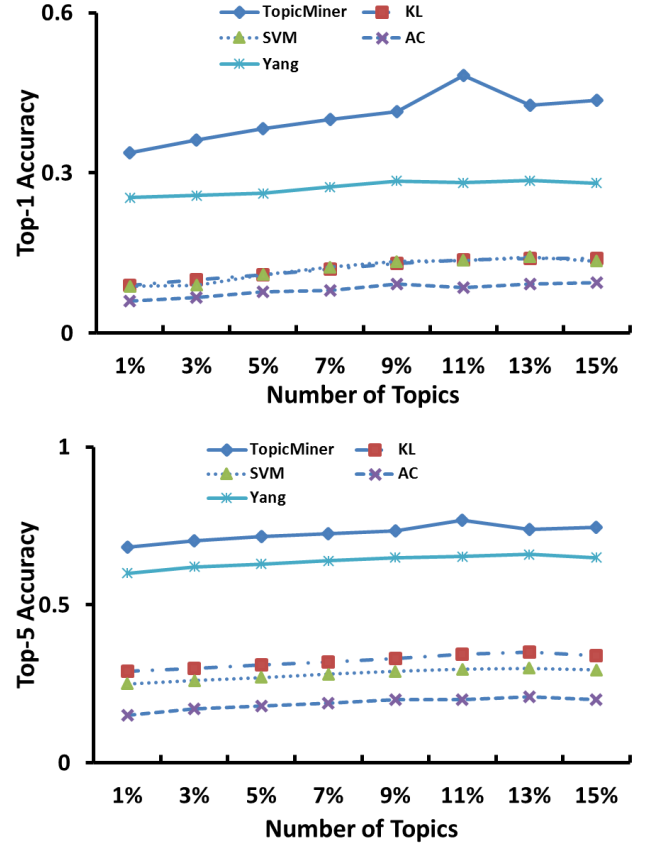 0.6
TopicMiner KL
SVM AC
Yang
0.3
0
Top-1 Accuracy
1% 3% 5% 7% 9% 11% 13% 15%
Number of Topics
1
TopicMiner KL
SVM AC
Yang
0.5
0
Top-5 Accuracy
1% 3% 5% 7% 9% 11% 13% 15%
Number of Topics